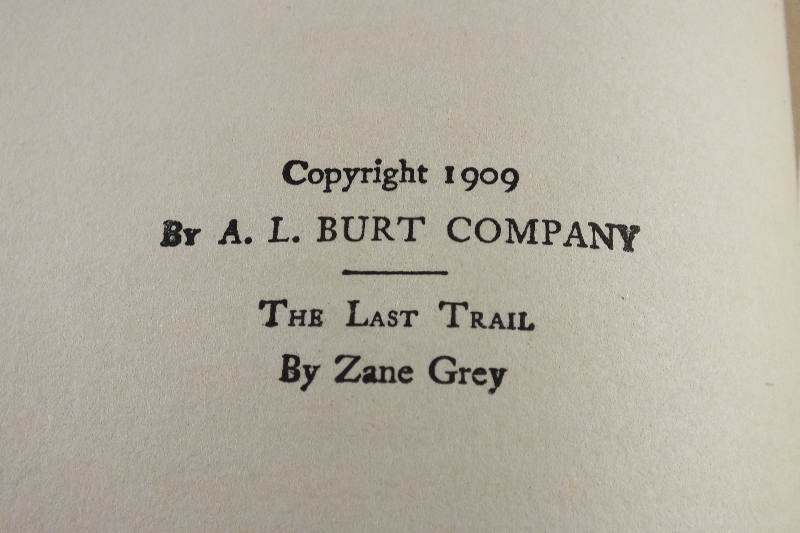 Copyright 1909
By A. L. BURT COMPANY
The Last Trail
By Zane Grey